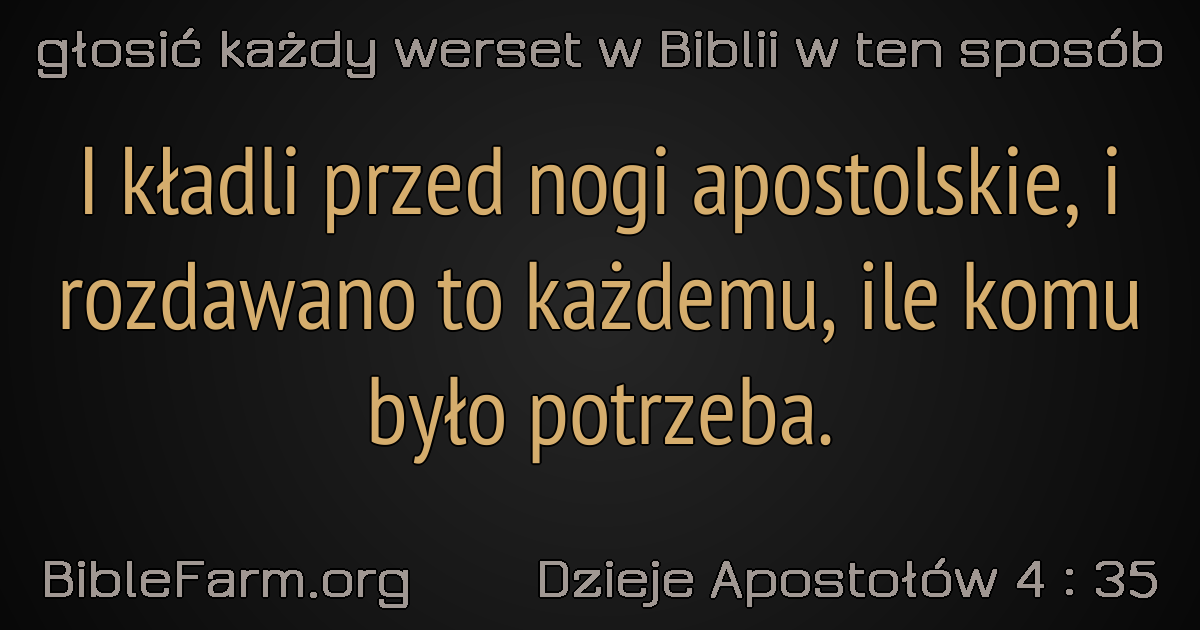 głosić każdy werset w Biblii w ten sposób
I kładli przed nogi apostolskie, i
rozdawano to każdemu, ile komu
było potrzeba.
BibleFarm.org
Dzieje Apostołów 4 : 35